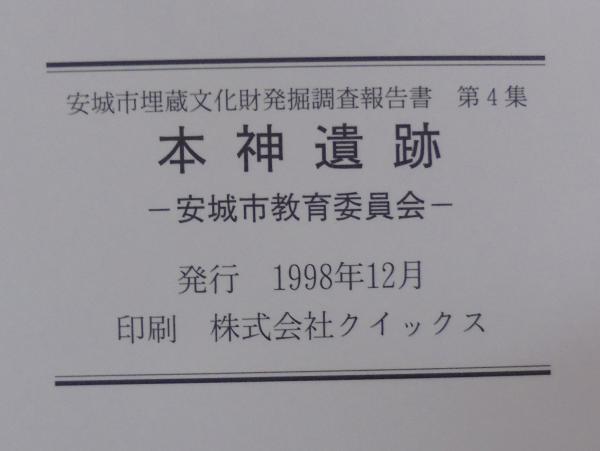 安城市埋蔵文化財発掘調査報告書　第4集
本神遺跡
－安城市教育委員会－
発行　1998年12月
印刷　株式会社クイックス